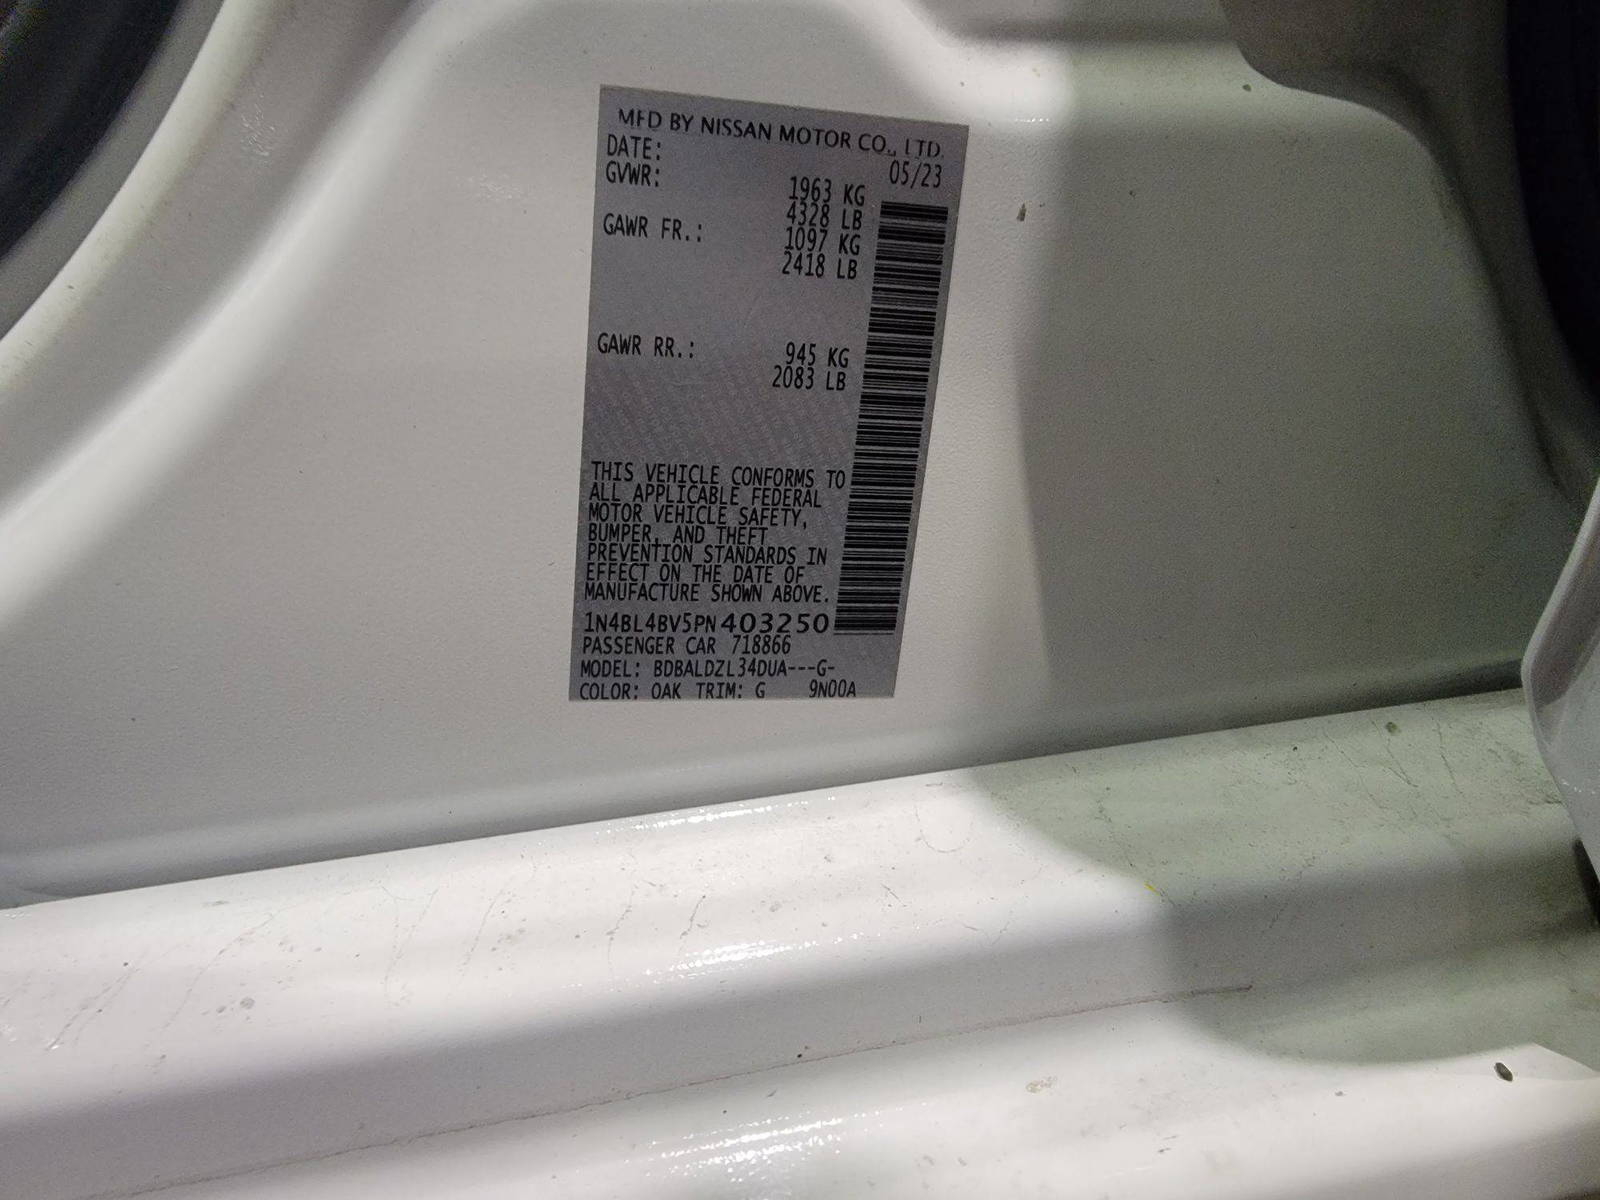 MFD BY NISSAN MOTOR CO., LTD.
DATE: 05/23
GVWR: 1963 KG
4328 LB
GAWR FR.: 1097 KG
2418 LB
GAWR RR.: 945 KG
2083 LB
THIS VEHICLE CONFORMS TO
ALL APPLICABLE FEDERAL
MOTOR VEHICLE SAFETY,
BUMPER, AND THEFT
PREVENTION STANDARDS IN
EFFECT ON THE DATE OF
MANUFACTURE SHOWN ABOVE.
1N4BL4BV5PN403250
PASSENGER CAR 718866
MODEL: BDBALDZL34DUA---G-
COLOR: QAK TRIM: G 9N00A